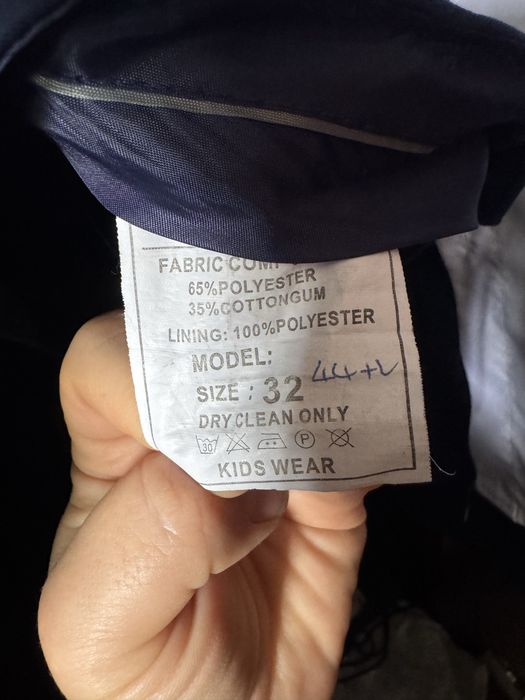 FABRIC COM
65%POLYESTER
35%COTTONGUM
LINING: 100%POLYESTER
MODEL:
SIZE : 32 44+2
DRY CLEAN ONLY
30 P
KIDS WEAR